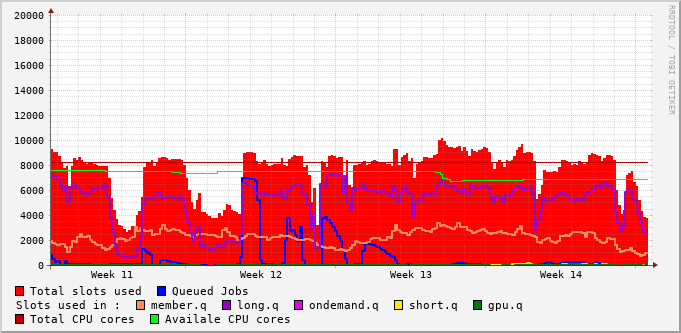 20000
18000
16000
14000
12000
10000
8000
6000
4000
2000
0
Week 11 Week 12 Week 13 Week 14
Total slots used Queued Jobs
Slots used in : member.q long.q ondemand.q short.q gpu.q
Total CPU cores Availale CPU cores
RRDTOOL / TOBI OETIKER